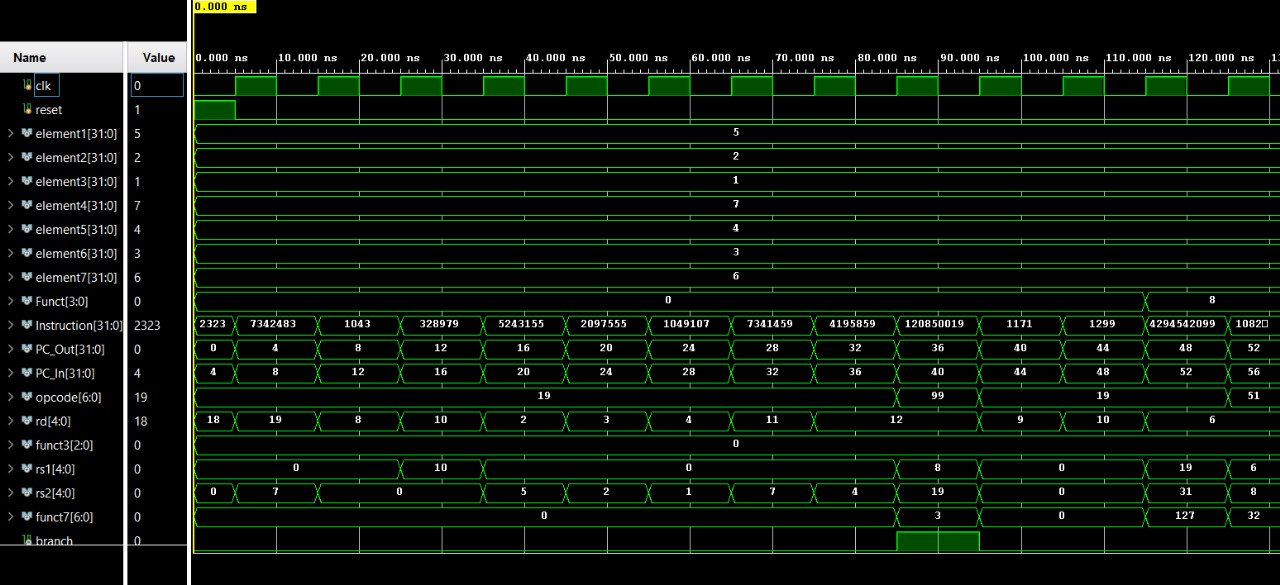 0.000 ns
Name Value 0.000 ns 10.000 ns 20.000 ns 30.000 ns 40.000 ns 50.000 ns 60.000 ns 70.000 ns 80.000 ns 90.000 ns 100.000 ns 110.000 ns 120.000 ns
clk 0
reset 1
element1[31:0] 5 5
element2[31:0] 2 2
element3[31:0] 1 1
element4[31:0] 7 7
element5[31:0] 4 4
element6[31:0] 3 3
element7[31:0] 6 6
Funct[3:0] 0 0 8
Instruction[31:0] 2323 2323 7342483 1043 328979 5243155 2097555 1049107 7341459 4195859 120850019 1171 1299 4294542099 1082
PC_Out[31:0] 0 0 4 8 12 16 20 24 28 32 36 40 44 48 52
PC_In[31:0] 4 4 8 12 16 20 24 28 32 36 40 44 48 52 56
opcode[6:0] 19 19 99 19 51
rd[4:0] 18 18 19 8 10 2 3 4 11 12 9 10 6
funct3[2:0] 0 0
rs1[4:0] 0 0 10 0 8 0 19 6
rs2[4:0] 0 0 7 0 5 2 1 7 4 19 0 31 8
funct7[6:0] 0 0 3 0 127 32
branch 0